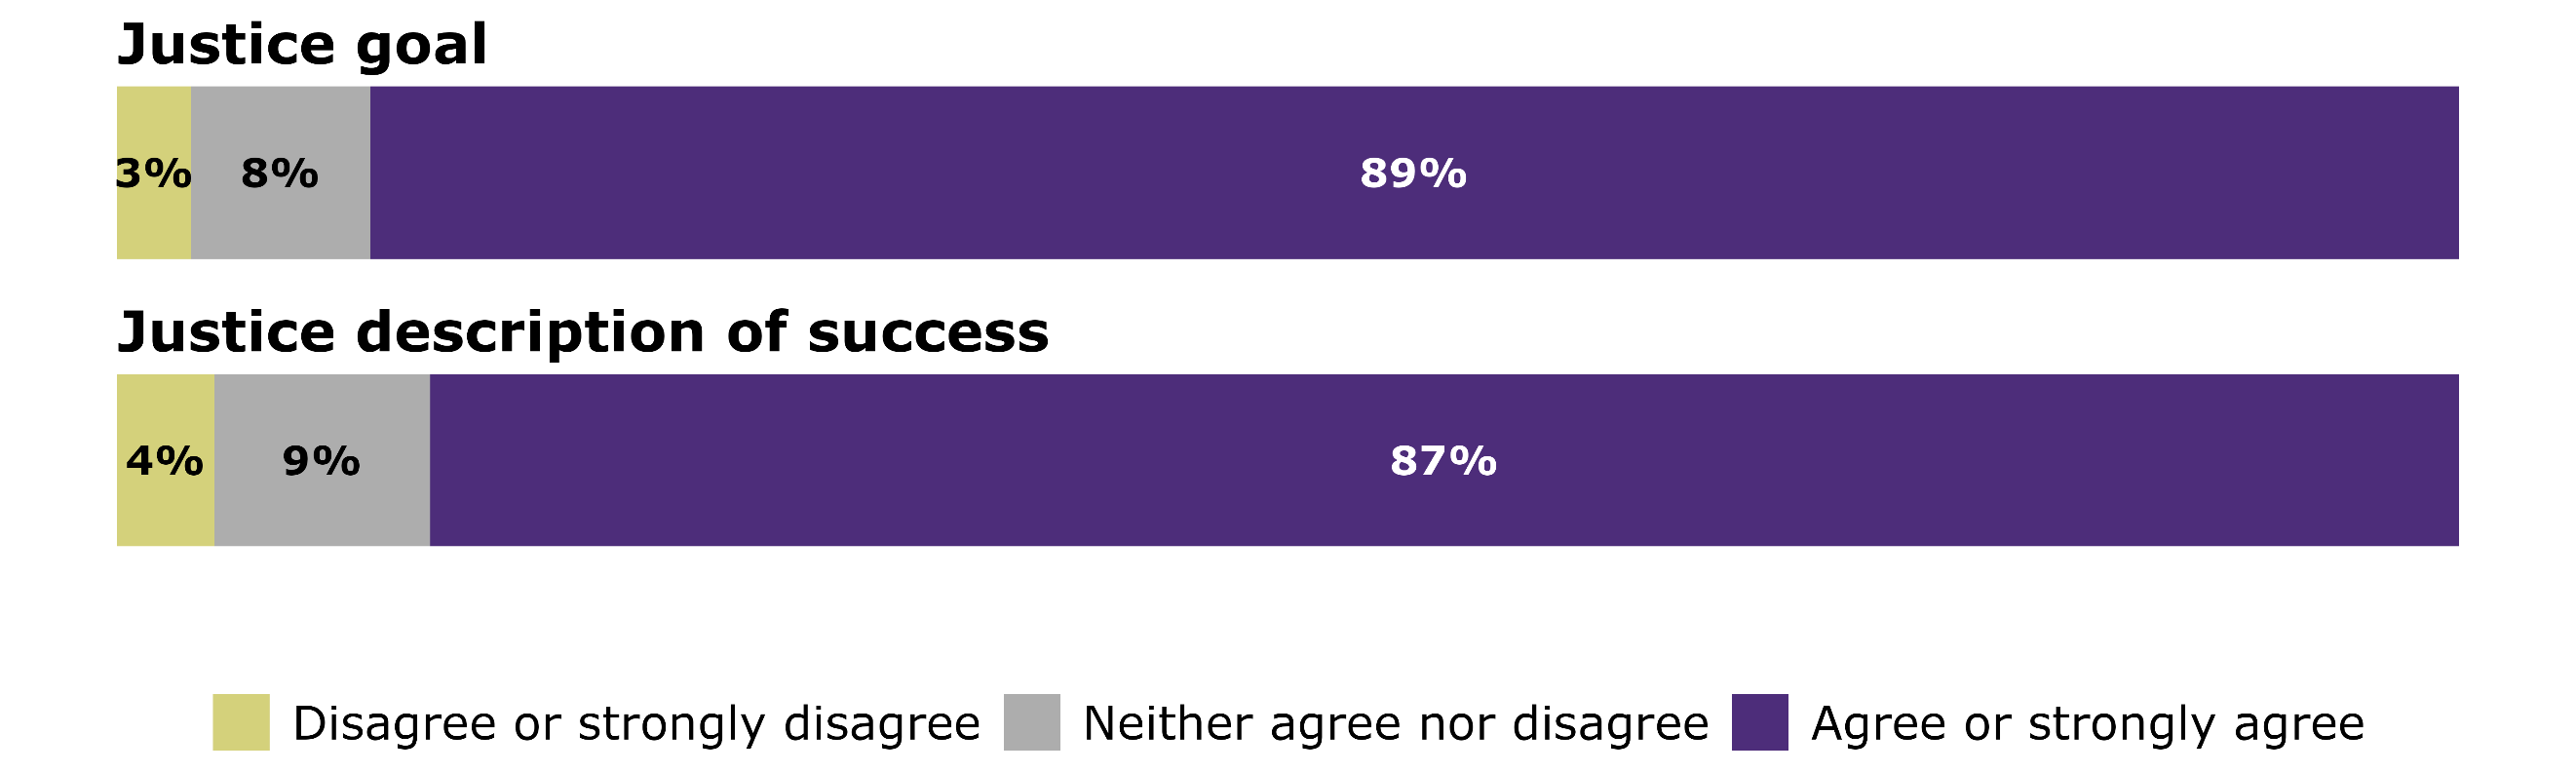 Justice goal
3% 8% 89%
Justice description of success
4% 9% 87%
Disagree or strongly disagree Neither agree nor disagree Agree or strongly agree